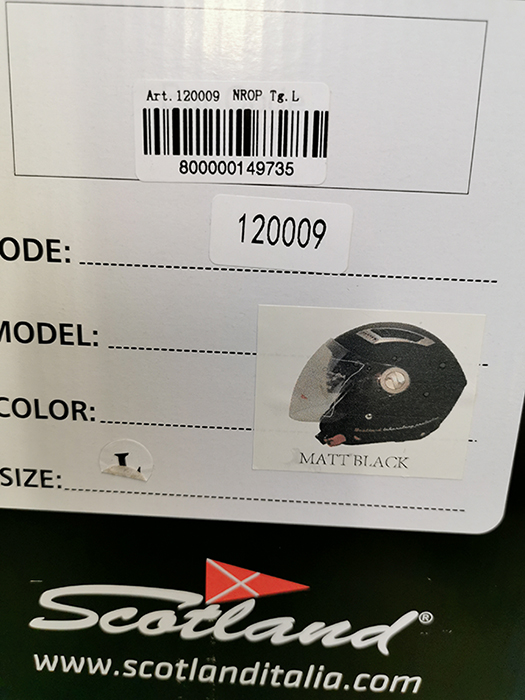 Art.120009 NROP Tg.L
800000149735
120009
ODE:
MODEL:
COLOR:
MATT BLACK
SIZE:
L
Scotland®
www.scotlanditalia.com